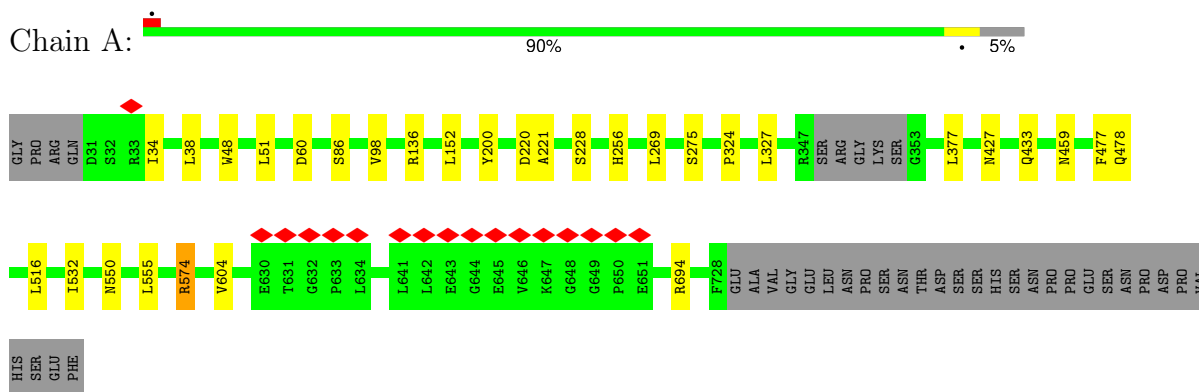 Chain A:
90%
5%
GLY PRO ARG GLN D31 S32 R33 I34 L38 W48 L51 D60 S86 V98 R136 L152 Y200 D220 A221 S228 H256 L269 S275 P324 L327 R347 SER ARG GLY LYS SER G353 L377 N427 Q433 N459 F477 Q478
L516 I532 N550 L555 R574 V604 E630 T631 G632 P633 L634 L641 L642 E643 G644 E645 V646 K647 G648 G649 P650 E651 R694 F728 GLU ALA VAL GLY GLU LEU ASN PRO SER ASN THR ASP SER SER HIS SER ASN PRO PRO GLU SER ASN PRO ASP PRO VAL
HIS SER GLU PHE